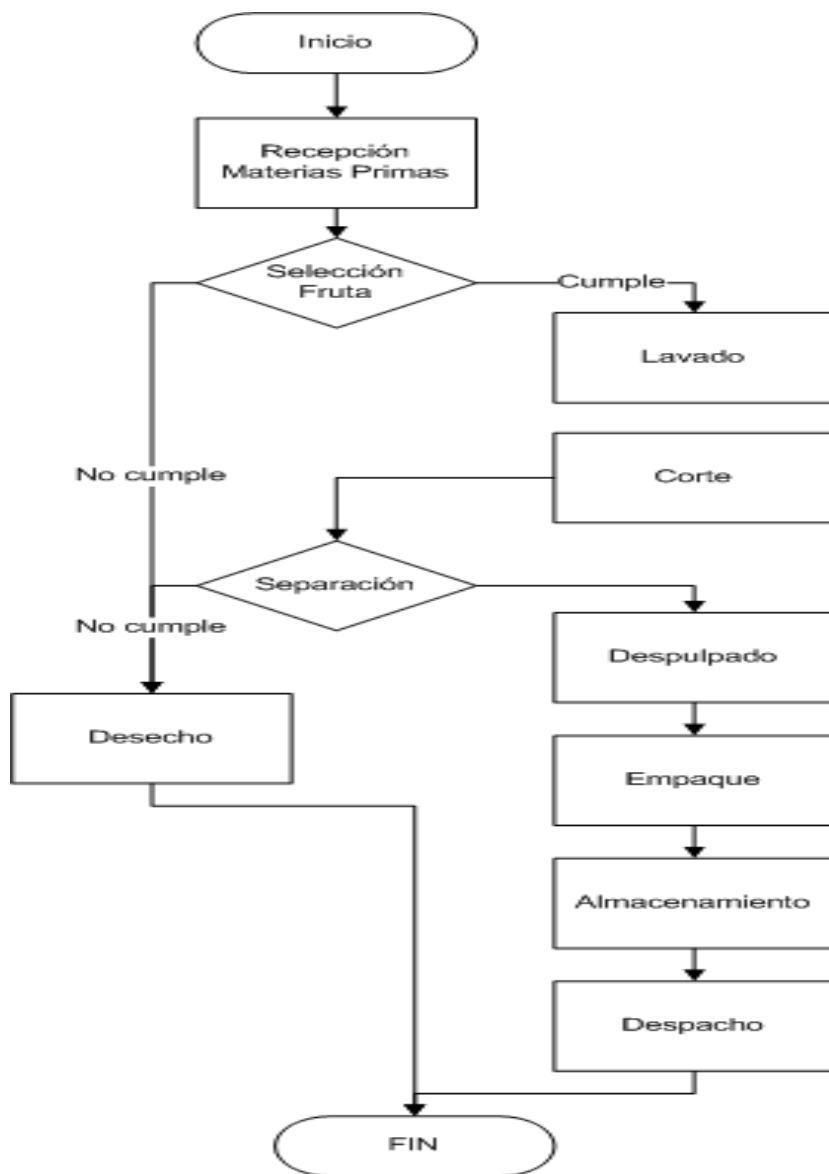 Inicio
Recepción
Materias Primas
Selección
Fruta
Cumple
Lavado
No cumple
Corte
Separación
No cumple
Despulpado
Desecho
Empaque
Almacenamiento
Despacho
FIN